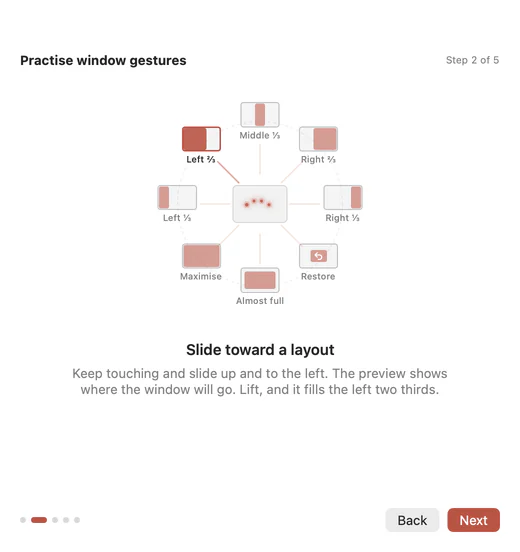 Practise window gestures
Step 2 of 5
Middle ⅓
Left ⅔
Right ⅔
Left ⅓
Right ⅓
Maximise
Restore
Almost full
Slide toward a layout
Keep touching and slide up and to the left. The preview shows
where the window will go. Lift, and it fills the left two thirds.
Back
Next